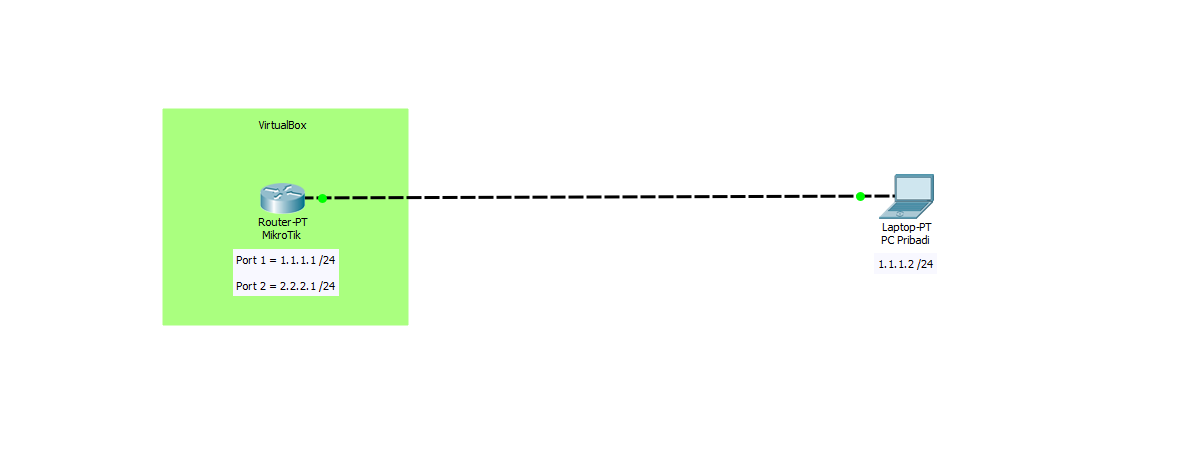 VirtualBox
Router-PT
MikroTik
Port 1 = 1.1.1.1 /24
Port 2 = 2.2.2.1 /24
Laptop-PT
PC Pribadi
1.1.1.2 /24